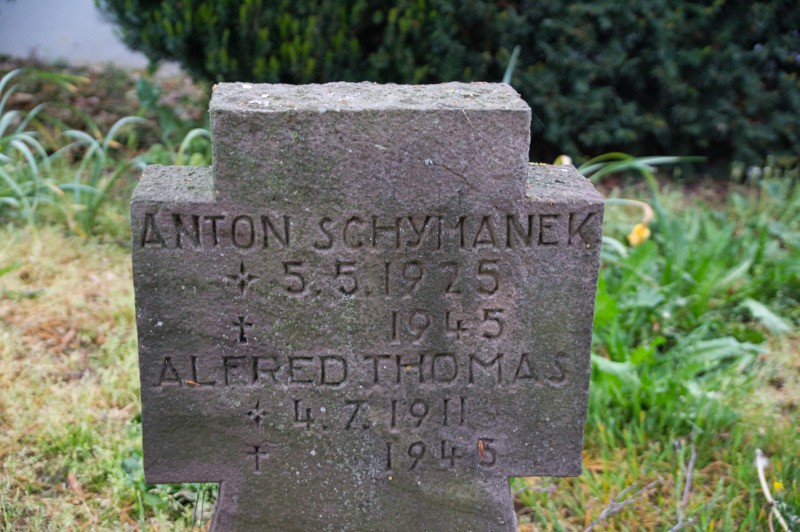 ANTON SCHYMANEK
✦ 5.5.1925
✝ 1945
ALFRED THOMAS
✦ 4.7.1911
✝ 1945